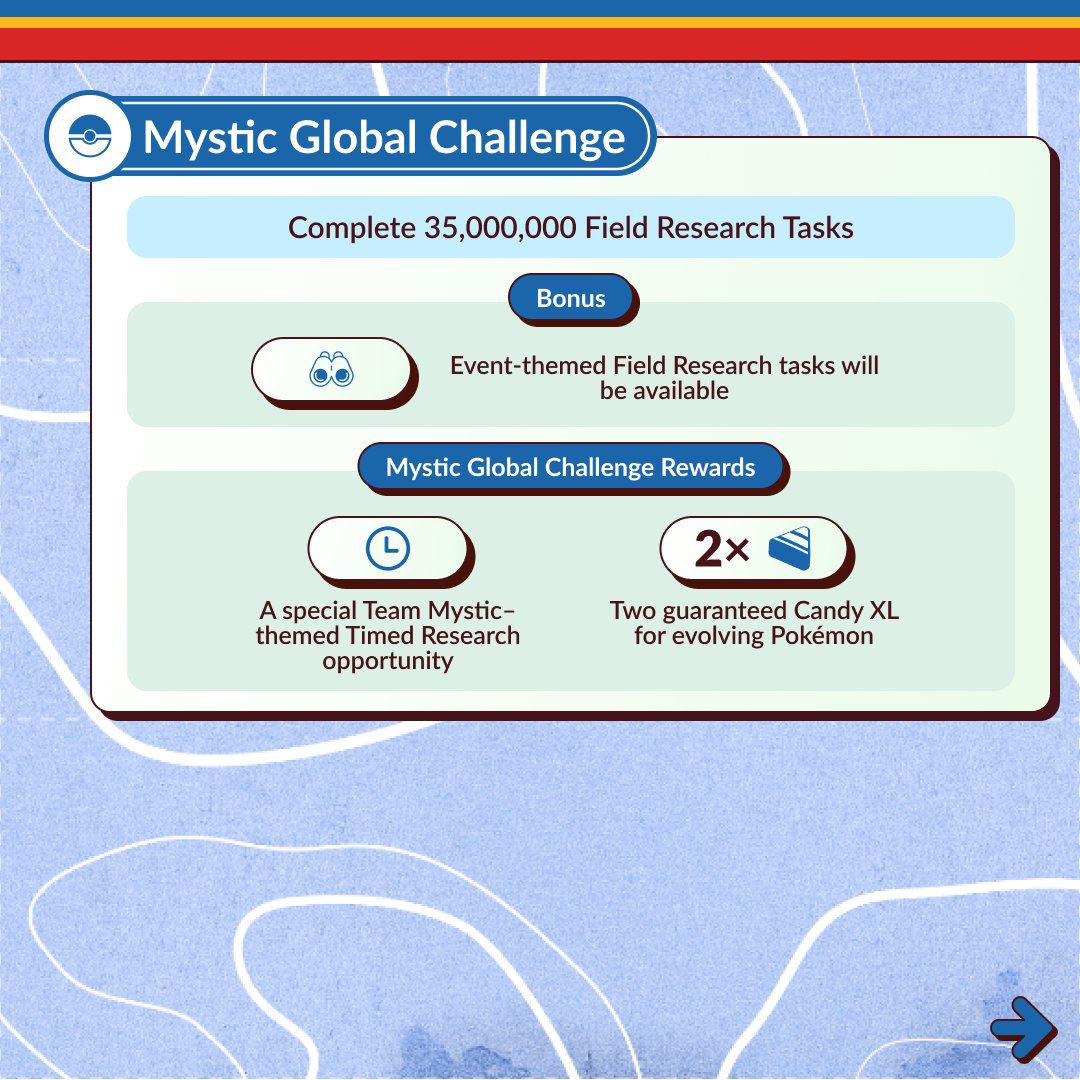 Mystic Global Challenge
Complete 35,000,000 Field Research Tasks
Bonus
Event-themed Field Research tasks will
be available
Mystic Global Challenge Rewards
A special Team Mystic–
themed Timed Research
opportunity
2×
Two guaranteed Candy XL
for evolving Pokémon